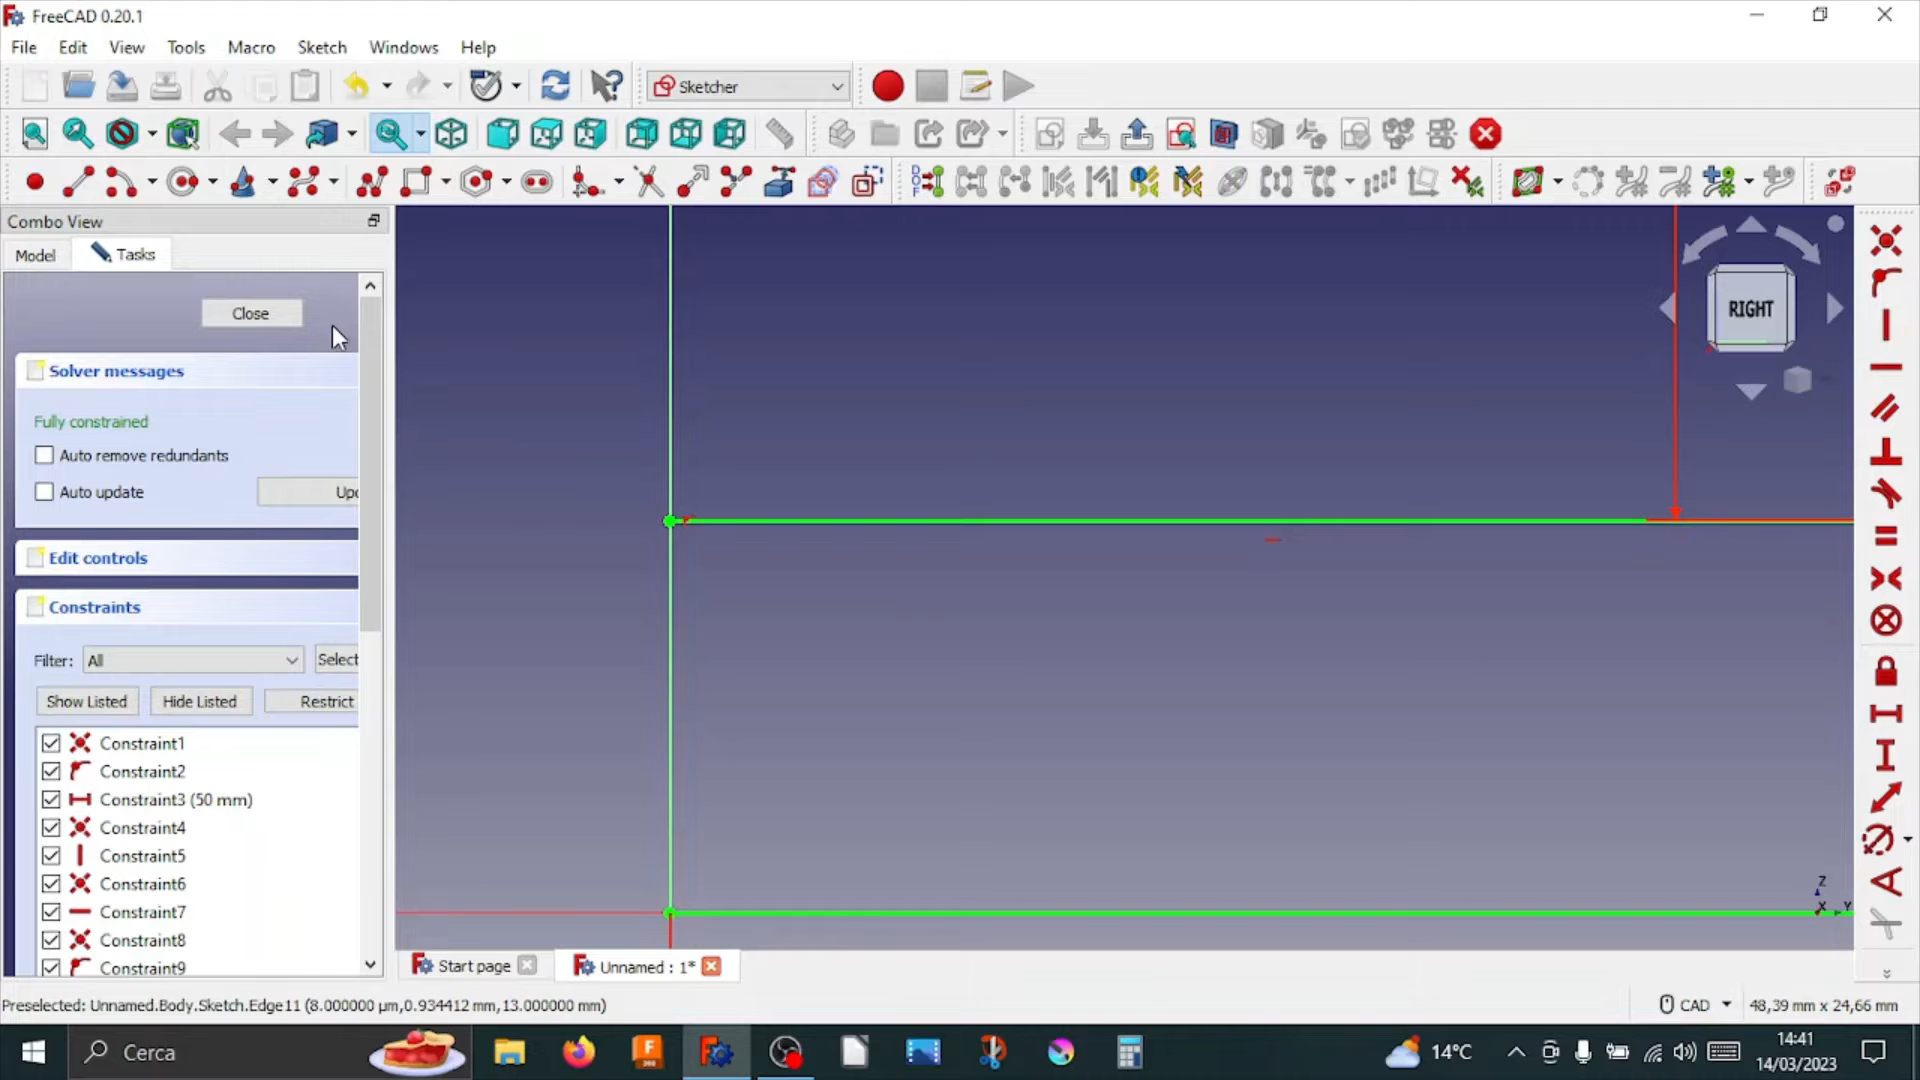 FreeCAD 0.20.1
File Edit View Tools Macro Sketch Windows Help
Sketcher
Combo View
Model Tasks
Close
Solver messages
Fully constrained
Auto remove redundants
Auto update
Edit controls
Constraints
Filter: All Select
Show Listed Hide Listed Restrict
Constraint1
Constraint2
Constraint3 (50 mm)
Constraint4
Constraint5
Constraint6
Constraint7
Constraint8
Constraint9
RIGHT
Z
X Y
Start page Unnamed : 1*
Preselected: Unnamed.Body.Sketch.Edge11 (8.000000 µm,0.934412 mm,13.000000 mm)
CAD 48,39 mm x 24,66 mm
Cerca
14°C
14:41
14/03/2023